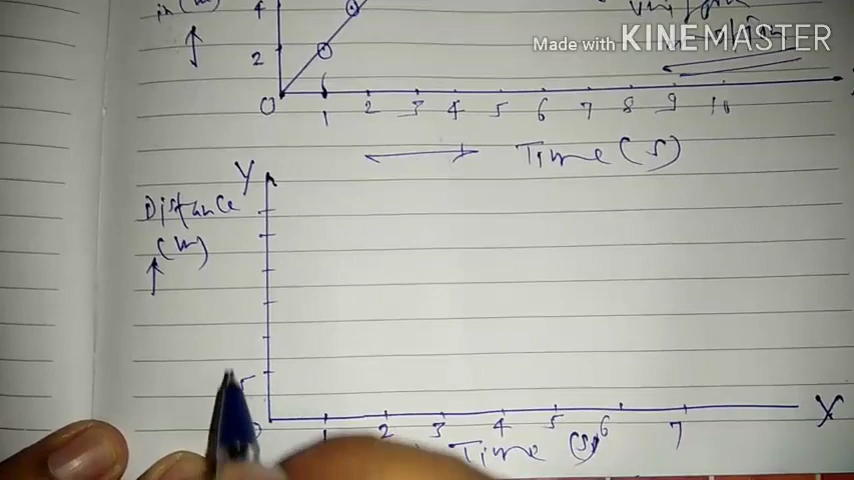 in (m)
4
Made with KINEMASTER
2
0
1 2 3 4 5 6 7 8 9 10
Time (s)
Y
Distance
(m)
1 2 3 4 5 6 7
X
Time (s)